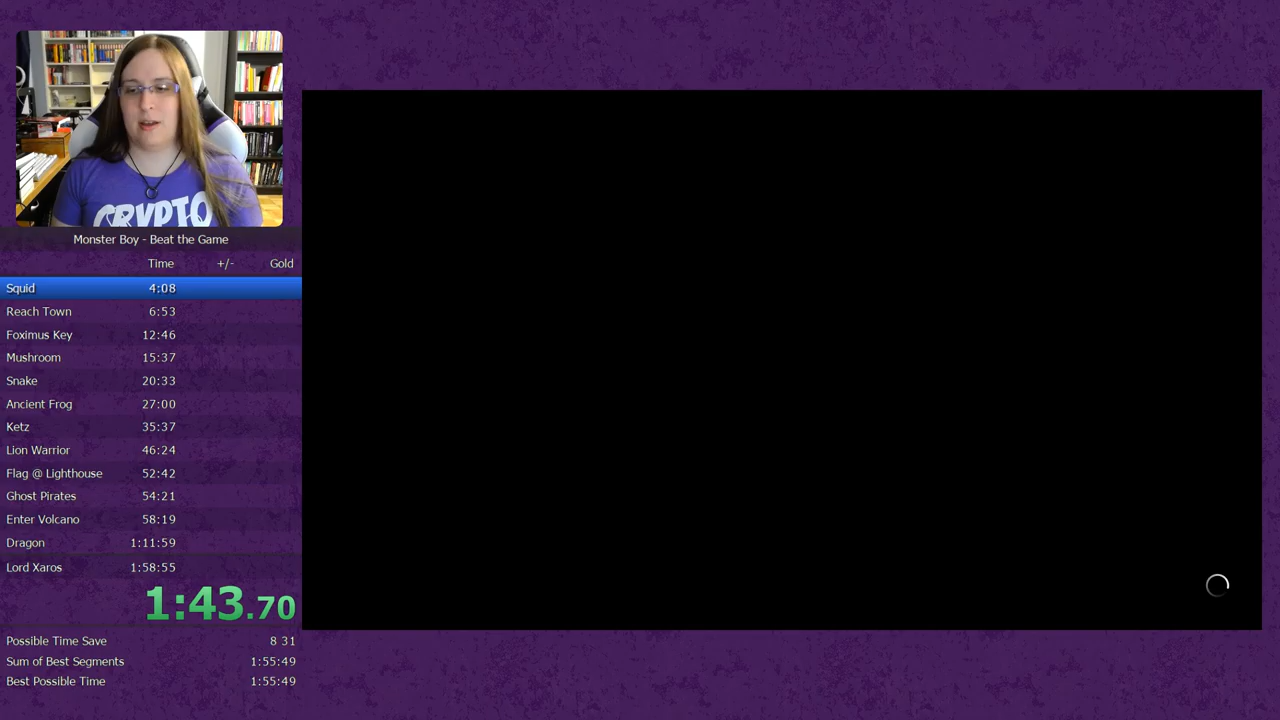 CRYPTO
Monster Boy - Beat the Game
Time +/- Gold
Squid 4:08
Reach Town 6:53
Foximus Key 12:46
Mushroom 15:37
Snake 20:33
Ancient Frog 27:00
Ketz 35:37
Lion Warrior 46:24
Flag @ Lighthouse 52:42
Ghost Pirates 54:21
Enter Volcano 58:19
Dragon 1:11:59
Lord Xaros 1:58:55
1:43.70
Possible Time Save 8 31
Sum of Best Segments 1:55:49
Best Possible Time 1:55:49